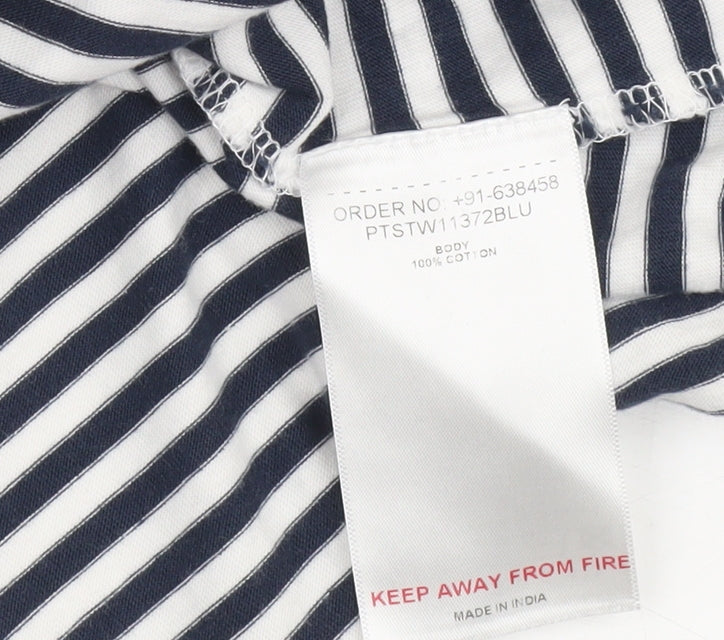 ORDER NO: +91-638458
PTSTW11372BLU
BODY
100% COTTON
KEEP AWAY FROM FIRE
MADE IN INDIA